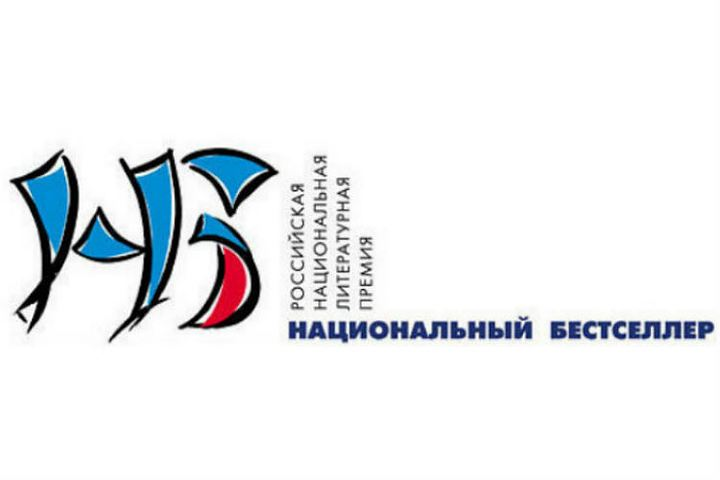 НБ
РОССИЙСКАЯ
НАЦИОНАЛЬНАЯ
ЛИТЕРАТУРНАЯ
ПРЕМИЯ
НАЦИОНАЛЬНЫЙ БЕСТСЕЛЛЕР